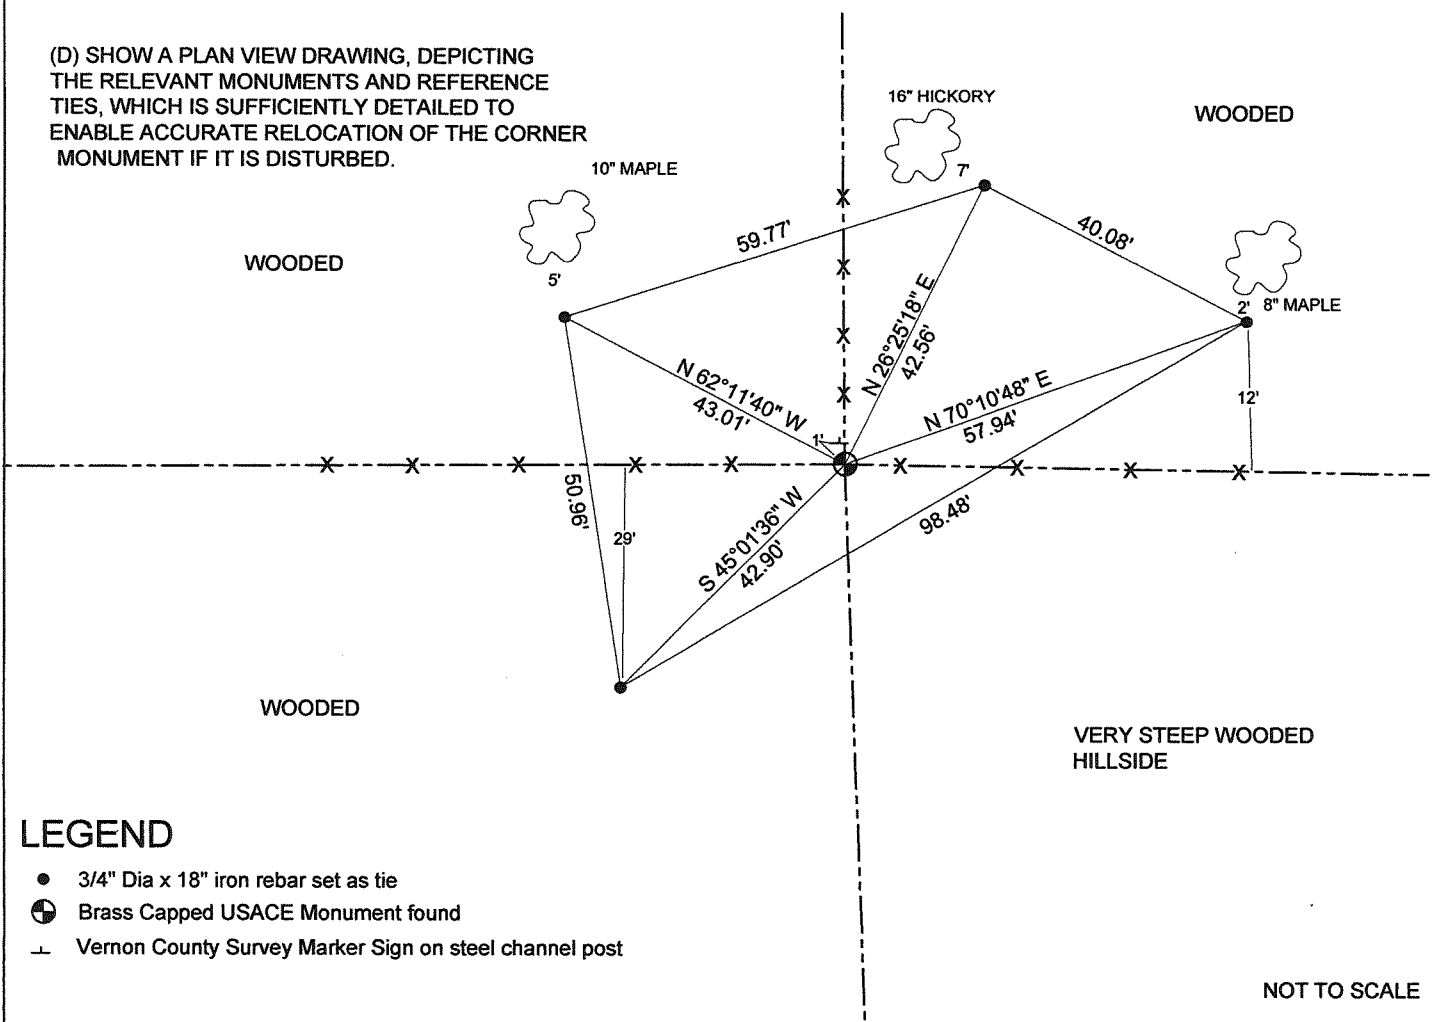 (D) SHOW A PLAN VIEW DRAWING, DEPICTING
THE RELEVANT MONUMENTS AND REFERENCE
TIES, WHICH IS SUFFICIENTLY DETAILED TO
ENABLE ACCURATE RELOCATION OF THE CORNER
MONUMENT IF IT IS DISTURBED.
16" HICKORY
WOODED
10" MAPLE
7'
59.77'
40.08'
WOODED
5'
2'
8" MAPLE
N 26°25'18" E
42.56'
N 62°11'40" W
43.01'
N 70°10'48" E
57.94'
12'
1'
50.96'
29'
S 45°01'36" W
42.90'
98.48'
WOODED
VERY STEEP WOODED
HILLSIDE
LEGEND
3/4" Dia x 18" iron rebar set as tie
Brass Capped USACE Monument found
Vernon County Survey Marker Sign on steel channel post
NOT TO SCALE